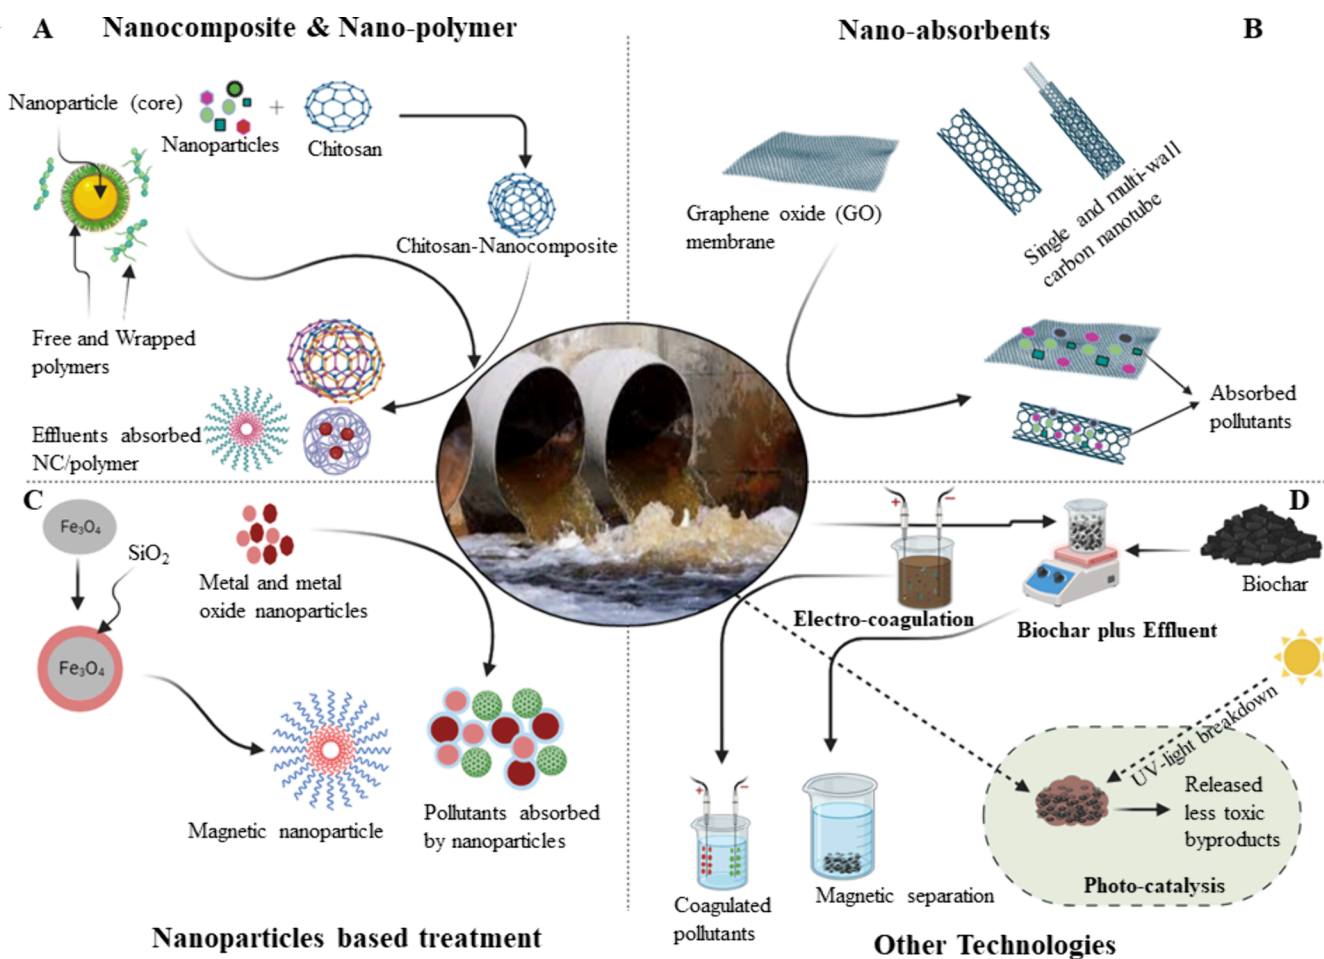 A
Nanocomposite & Nano-polymer
Nanoparticle (core)
+
Nanoparticles
Chitosan
Chitosan-Nanocomposite
Free and Wrapped
polymers
Effluents absorbed
NC/polymer
Nano-absorbents
B
Graphene oxide (GO)
membrane
Single and multi-wall
carbon nanotube
Absorbed
pollutants
C
Fe₃O₄
SiO₂
Fe₃O₄
Metal and metal
oxide nanoparticles
Magnetic nanoparticle
Pollutants absorbed
by nanoparticles
Nanoparticles based treatment
D
+ −
Electro-coagulation
Biochar plus Effluent
Biochar
UV-light breakdown
Released
less toxic
byproducts
Photo-catalysis
+ −
Coagulated
pollutants
Magnetic separation
Other Technologies